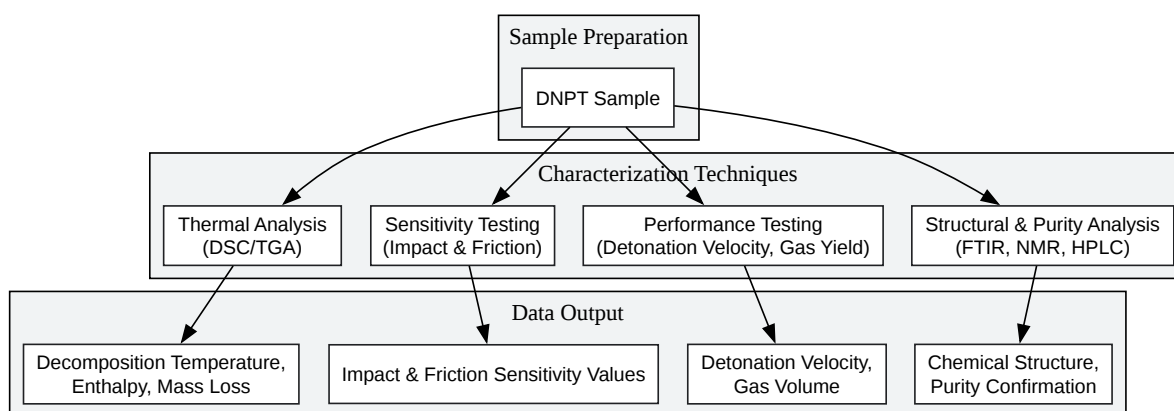 Sample Preparation
DNPT Sample
Characterization Techniques
Thermal Analysis
(DSC/TGA)
Sensitivity Testing
(Impact & Friction)
Performance Testing
(Detonation Velocity, Gas Yield)
Structural & Purity Analysis
(FTIR, NMR, HPLC)
Data Output
Decomposition Temperature,
Enthalpy, Mass Loss
Impact & Friction Sensitivity Values
Detonation Velocity,
Gas Volume
Chemical Structure,
Purity Confirmation